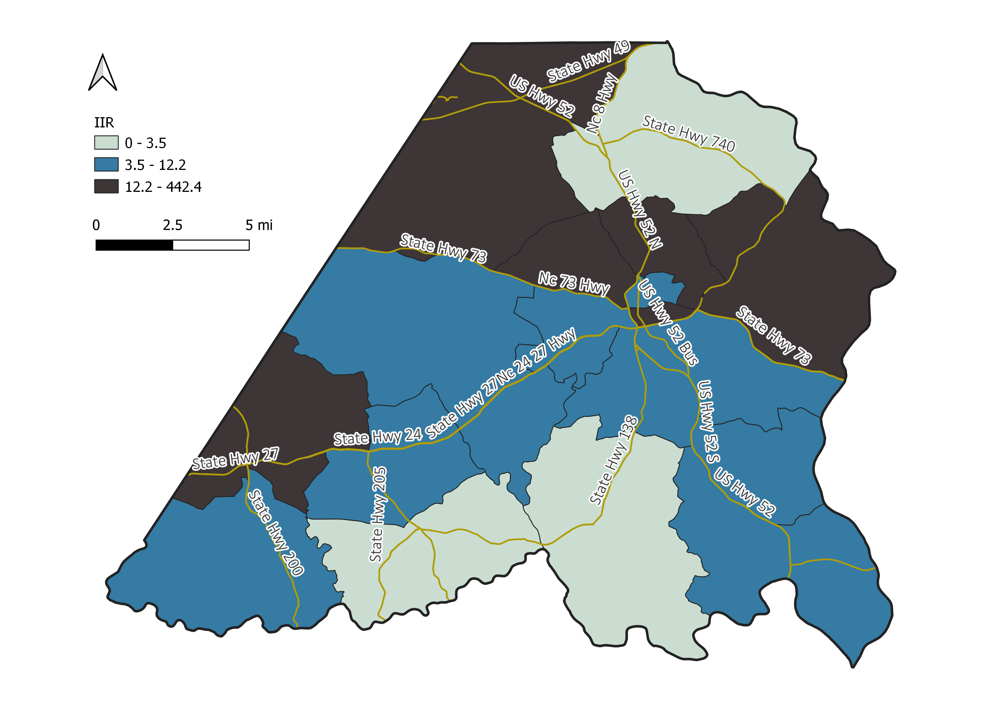 IIR
0 - 3.5
3.5 - 12.2
12.2 - 442.4
0 2.5 5 mi
State Hwy 49
US Hwy 52
Nc 8 Hwy
State Hwy 740
US Hwy 52 N
State Hwy 73
Nc 73 Hwy
US Hwy 52 Bus
State Hwy 73
Nc 24 27 Hwy
State Hwy 27
State Hwy 24
State Hwy 27
US Hwy 52 S
State Hwy 138
State Hwy 205
US Hwy 52
State Hwy 200